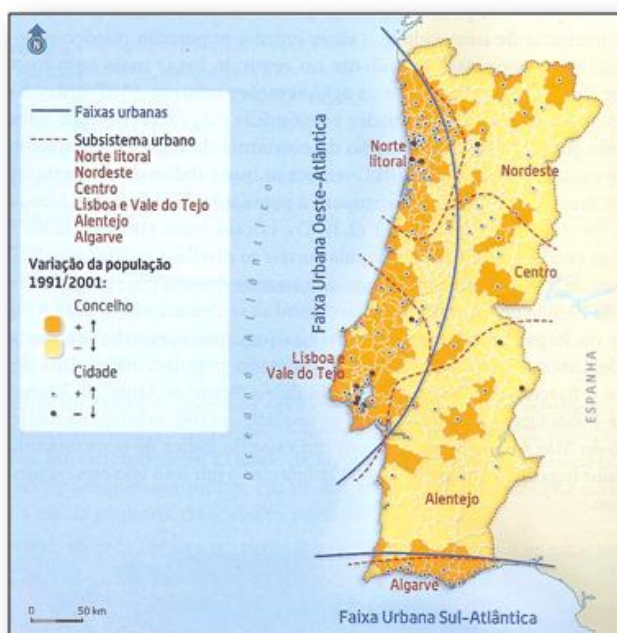 N
Faixas urbanas
Subsistema urbano
Norte litoral
Nordeste
Centro
Lisboa e Vale do Tejo
Alentejo
Algarve
Variação da população
1991/2001:
Concelho
+ ↑
- ↓
Cidade
+ ↑
- ↓
Oceano Atlântico
Faixa Urbana Oeste-Atlântica
Norte
litoral
Nordeste
Centro
Lisboa e
Vale do Tejo
ESPANHA
Alentejo
Algarve
Faixa Urbana Sul-Atlântica
0 50 km